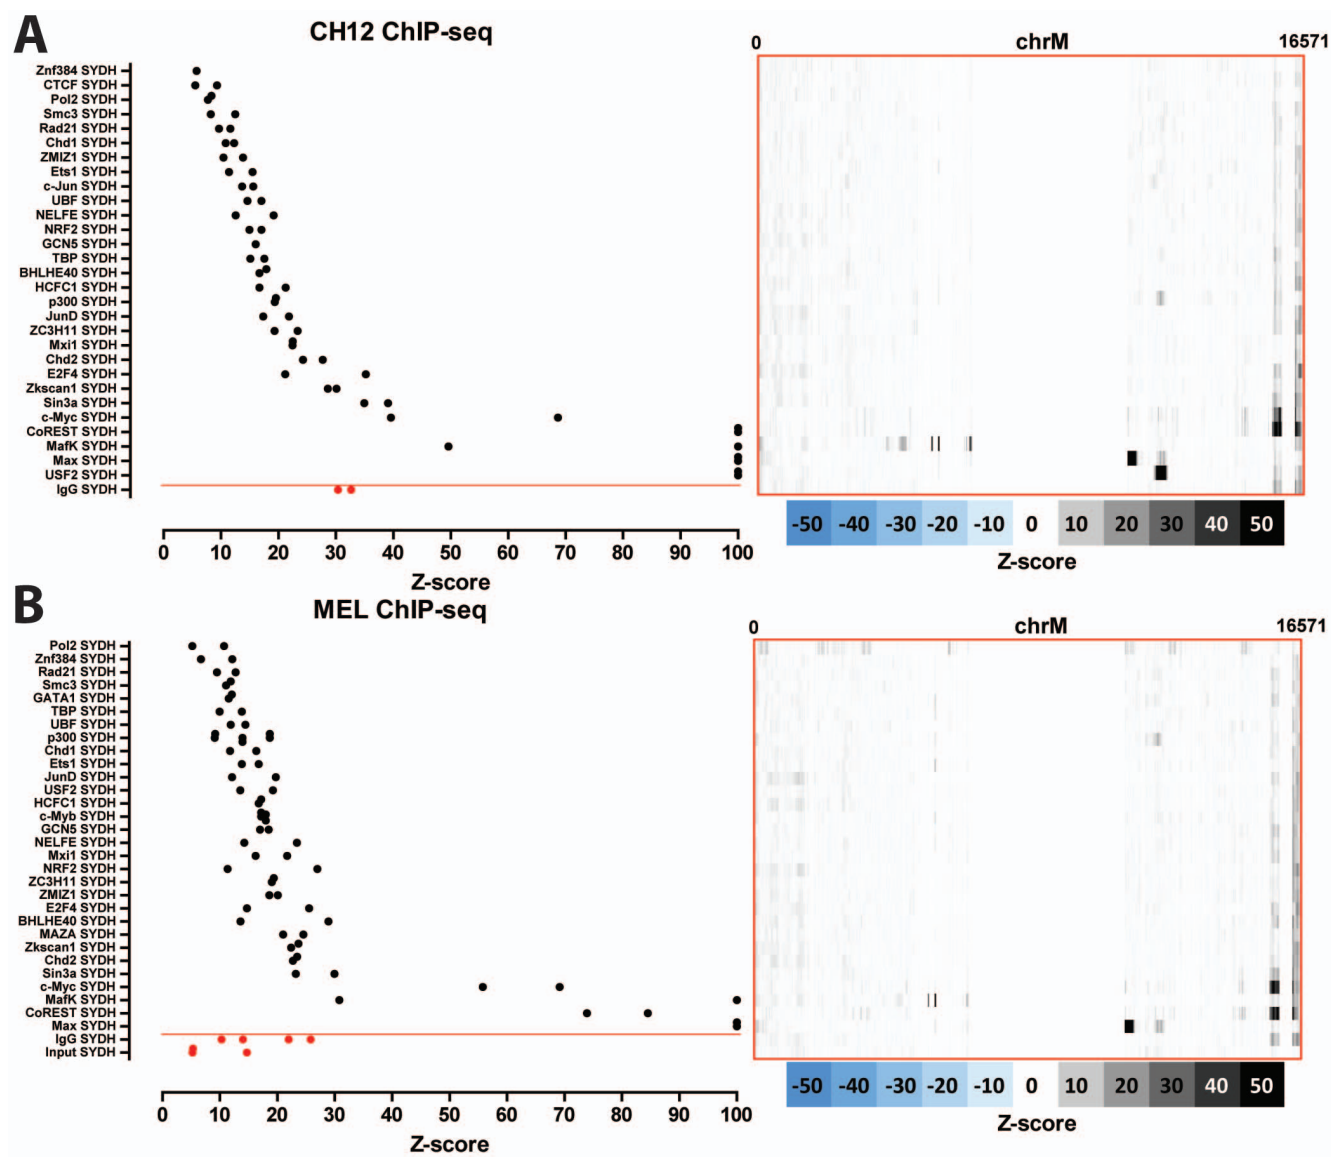 A
CH12 ChIP-seq
0 chrM 16571
Znf384 SYDH
CTCF SYDH
Pol2 SYDH
Smc3 SYDH
Rad21 SYDH
Chd1 SYDH
ZMIZ1 SYDH
Ets1 SYDH
c-Jun SYDH
UBF SYDH
NELFE SYDH
NRF2 SYDH
GCN5 SYDH
TBP SYDH
BHLHE40 SYDH
HCFC1 SYDH
p300 SYDH
JunD SYDH
ZC3H11 SYDH
Mxi1 SYDH
Chd2 SYDH
E2F4 SYDH
Zkscan1 SYDH
Sin3a SYDH
c-Myc SYDH
CoREST SYDH
MafK SYDH
Max SYDH
USF2 SYDH
IgG SYDH
0 10 20 30 40 50 60 70 80 90 100
Z-score
-50 -40 -30 -20 -10 0 10 20 30 40 50
Z-score
B
MEL ChIP-seq
0 chrM 16571
Pol2 SYDH
Znf384 SYDH
Rad21 SYDH
Smc3 SYDH
GATA1 SYDH
TBP SYDH
UBF SYDH
p300 SYDH
Chd1 SYDH
Ets1 SYDH
JunD SYDH
USF2 SYDH
HCFC1 SYDH
c-Myb SYDH
GCN5 SYDH
NELFE SYDH
Mxi1 SYDH
NRF2 SYDH
ZC3H11 SYDH
ZMIZ1 SYDH
E2F4 SYDH
BHLHE40 SYDH
MAZA SYDH
Zkscan1 SYDH
Chd2 SYDH
Sin3a SYDH
c-Myc SYDH
MafK SYDH
CoREST SYDH
Max SYDH
IgG SYDH
Input SYDH
0 10 20 30 40 50 60 70 80 90 100
Z-score
-50 -40 -30 -20 -10 0 10 20 30 40 50
Z-score